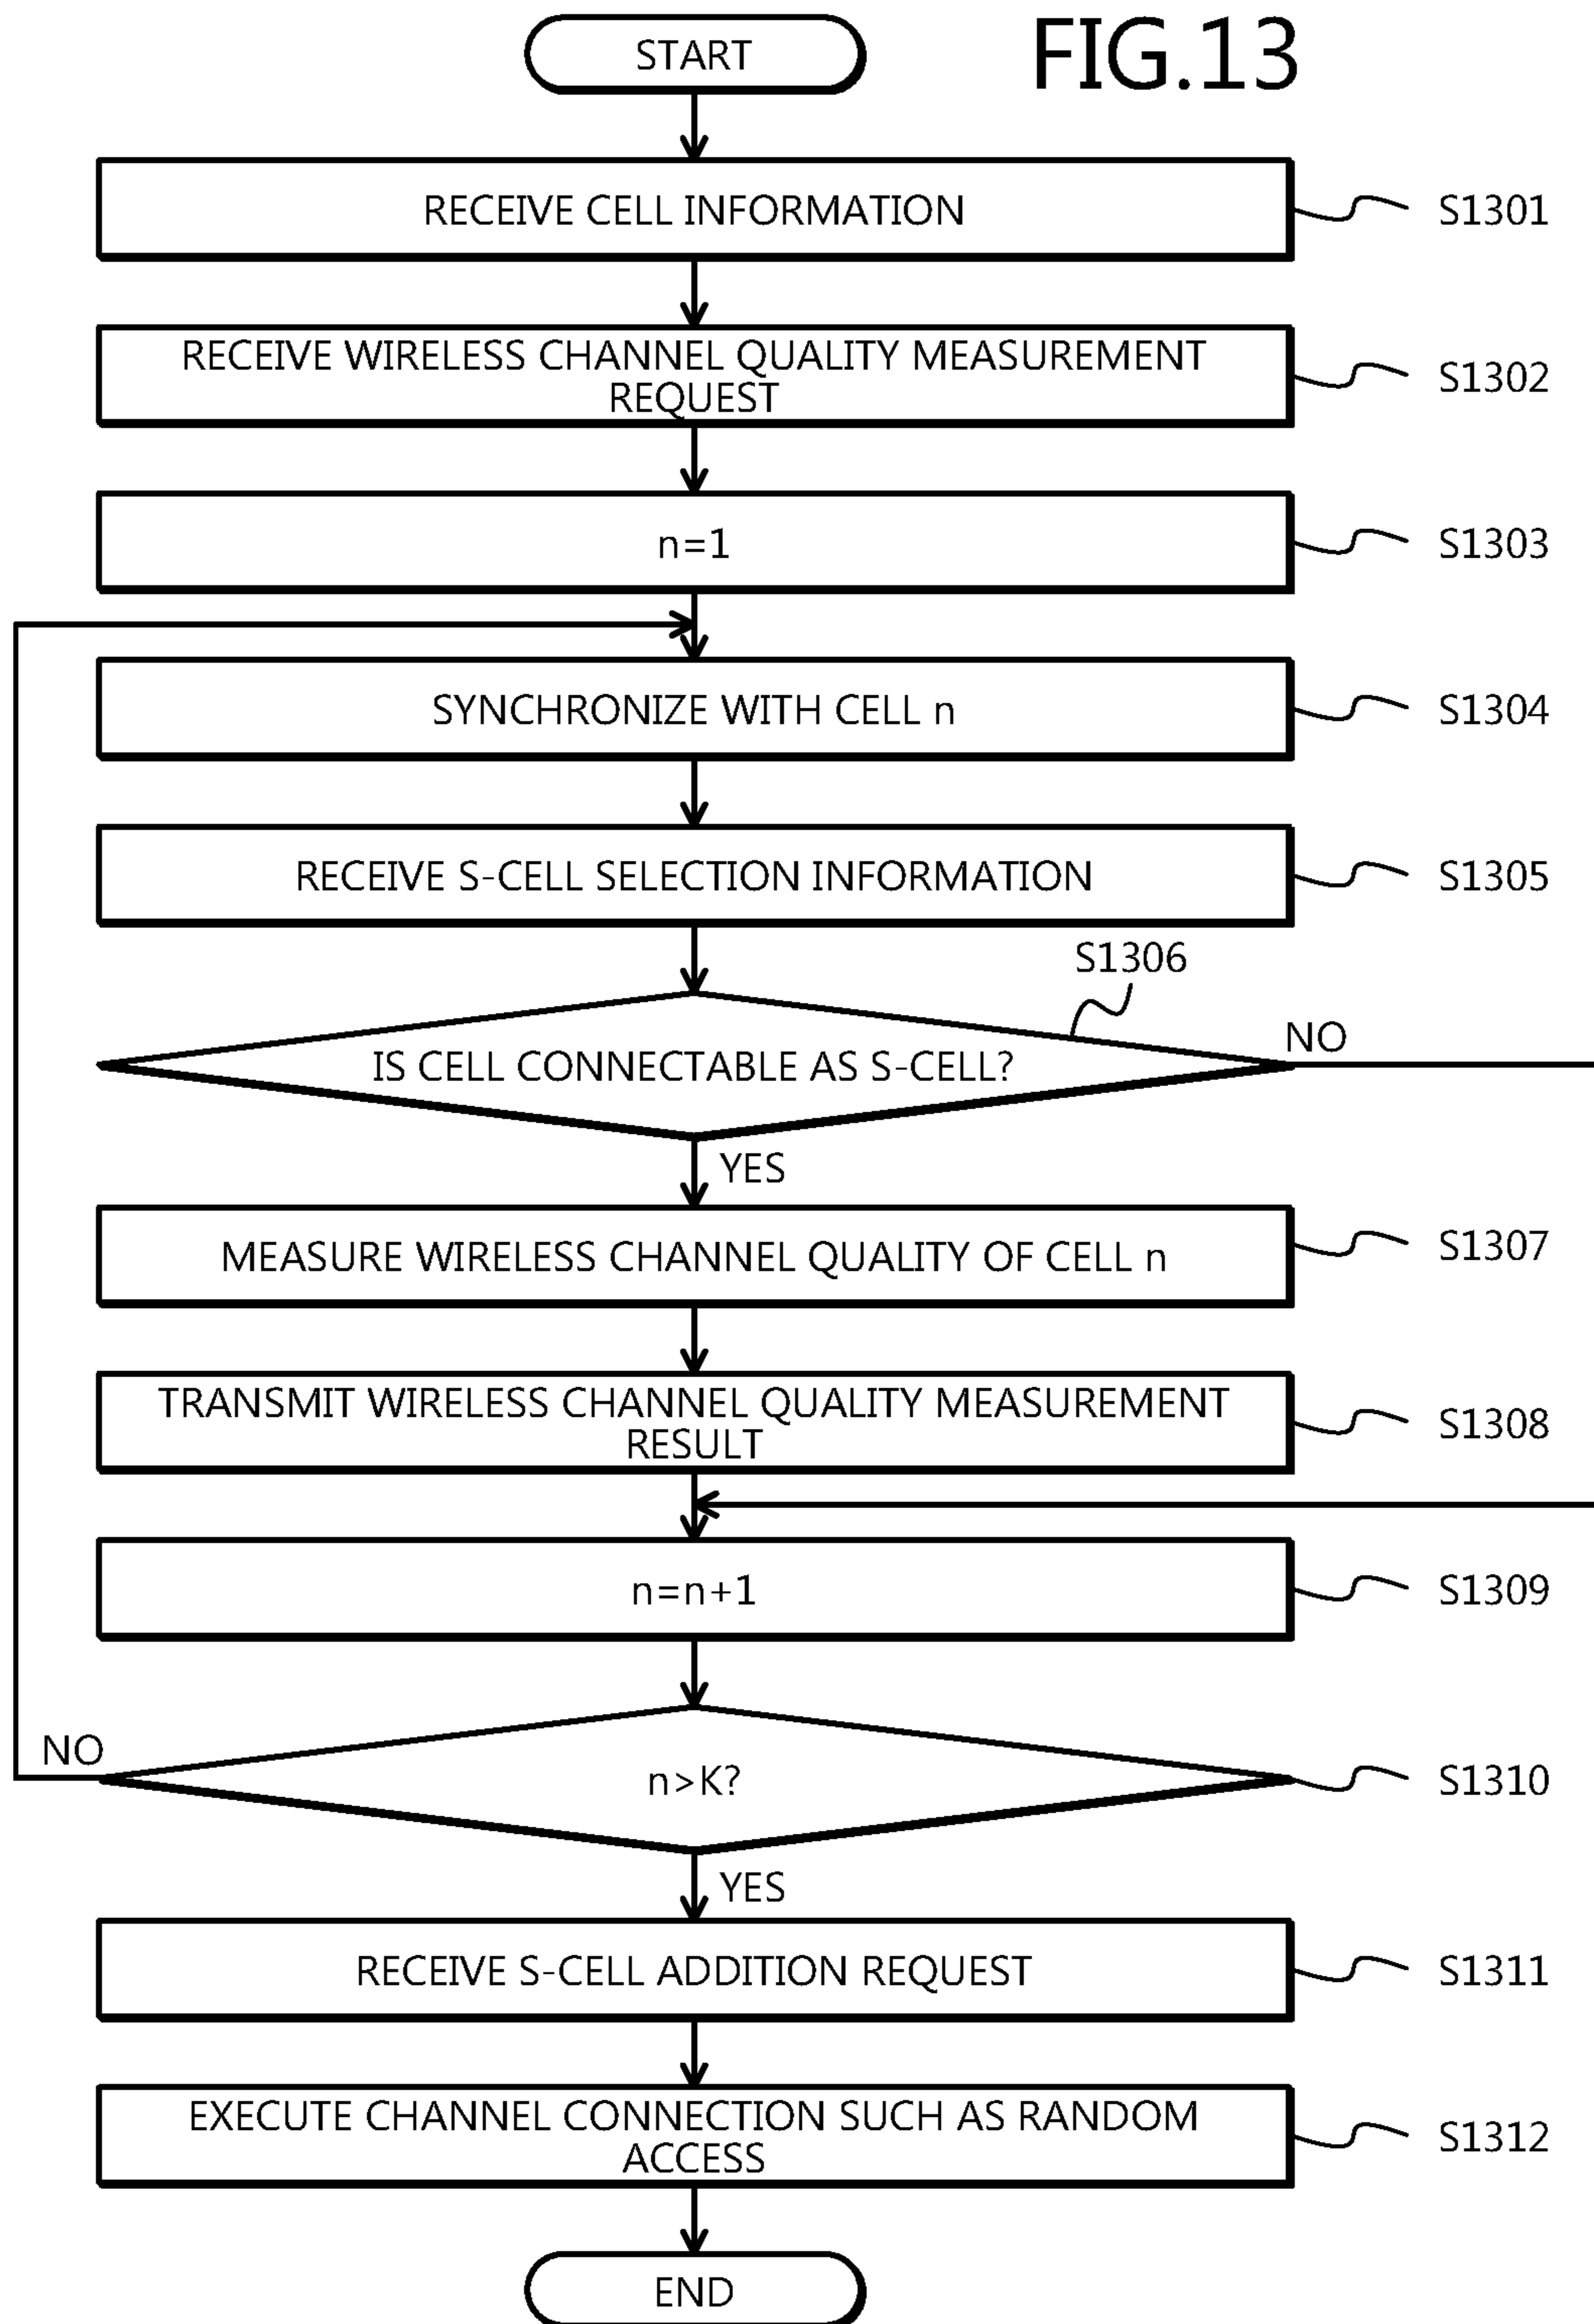 FIG.13
START
RECEIVE CELL INFORMATION
S1301
RECEIVE WIRELESS CHANNEL QUALITY MEASUREMENT
REQUEST
S1302
n=1
S1303
SYNCHRONIZE WITH CELL n
S1304
RECEIVE S-CELL SELECTION INFORMATION
S1305
S1306
IS CELL CONNECTABLE AS S-CELL?
NO
YES
MEASURE WIRELESS CHANNEL QUALITY OF CELL n
S1307
TRANSMIT WIRELESS CHANNEL QUALITY MEASUREMENT
RESULT
S1308
n=n+1
S1309
NO
n>K?
S1310
YES
RECEIVE S-CELL ADDITION REQUEST
S1311
EXECUTE CHANNEL CONNECTION SUCH AS RANDOM
ACCESS
S1312
END